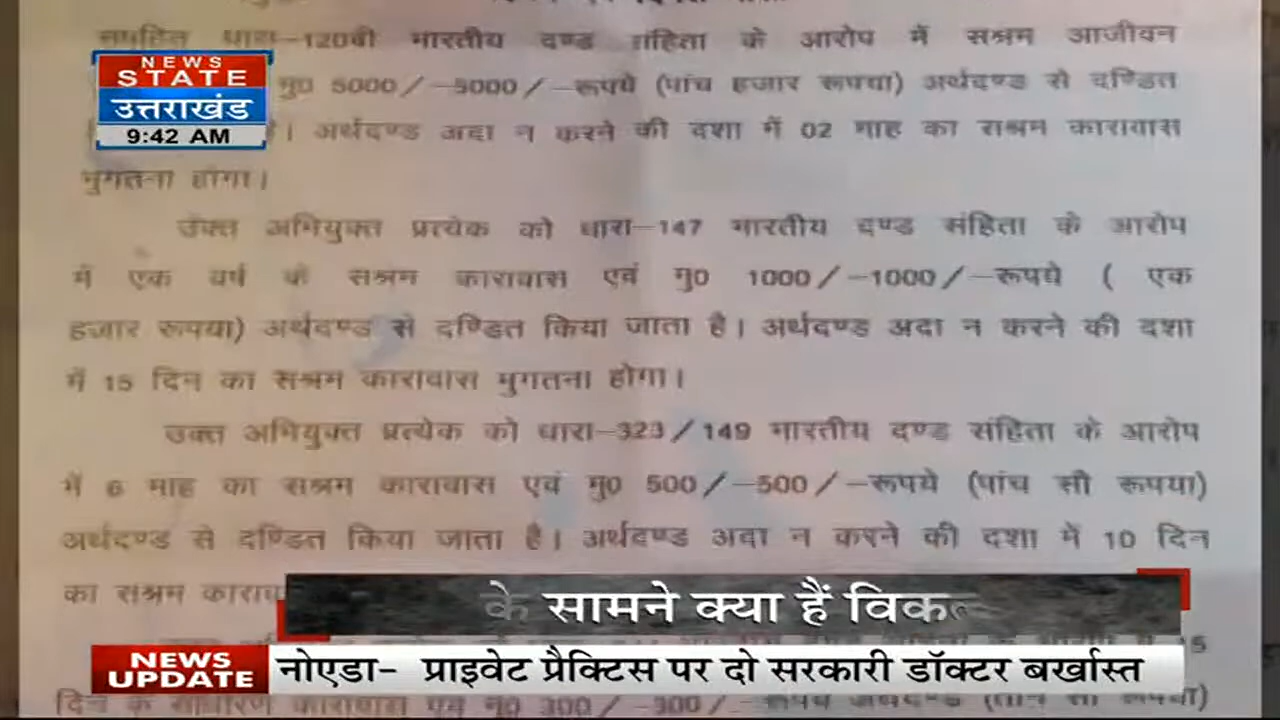 धारा-120बी भारतीय दण्ड संहिता के आरोप में सश्रम आजीवन
NEWS
STATE
उत्तराखंड
9:42 AM
मु0 5000/-5000/-रूपये (पांच हजार रूपया) अर्थदण्ड से दण्डित
है। अर्थदण्ड अदा न करने की दशा में 02 माह का सश्रम कारावास
भुगतना होगा।
उक्त अभियुक्त प्रत्येक को धारा-147 भारतीय दण्ड संहिता के आरोप
में एक वर्ष के सश्रम कारावास एवं मु0 1000/-1000/-रूपये ( एक
हजार रूपया) अर्थदण्ड से दण्डित किया जाता है। अर्थदण्ड अदा न करने की दशा
में 15 दिन का सश्रम कारावास भुगतना होगा।
उक्त अभियुक्त प्रत्येक को धारा-323/149 भारतीय दण्ड संहिता के आरोप
में 6 माह का सश्रम कारावास एवं मु0 500/-500/-रूपये (पांच सौ रूपया)
अर्थदण्ड से दण्डित किया जाता है। अर्थदण्ड अदा न करने की दशा में 10 दिन
का सश्रम
के सामने क्या हैं
NEWS
UPDATE
नोएडा- प्राइवेट प्रैक्टिस पर दो सरकारी डॉक्टर बर्खास्त
दिन के साधारण कारावास एवं मु0 300/-300/-